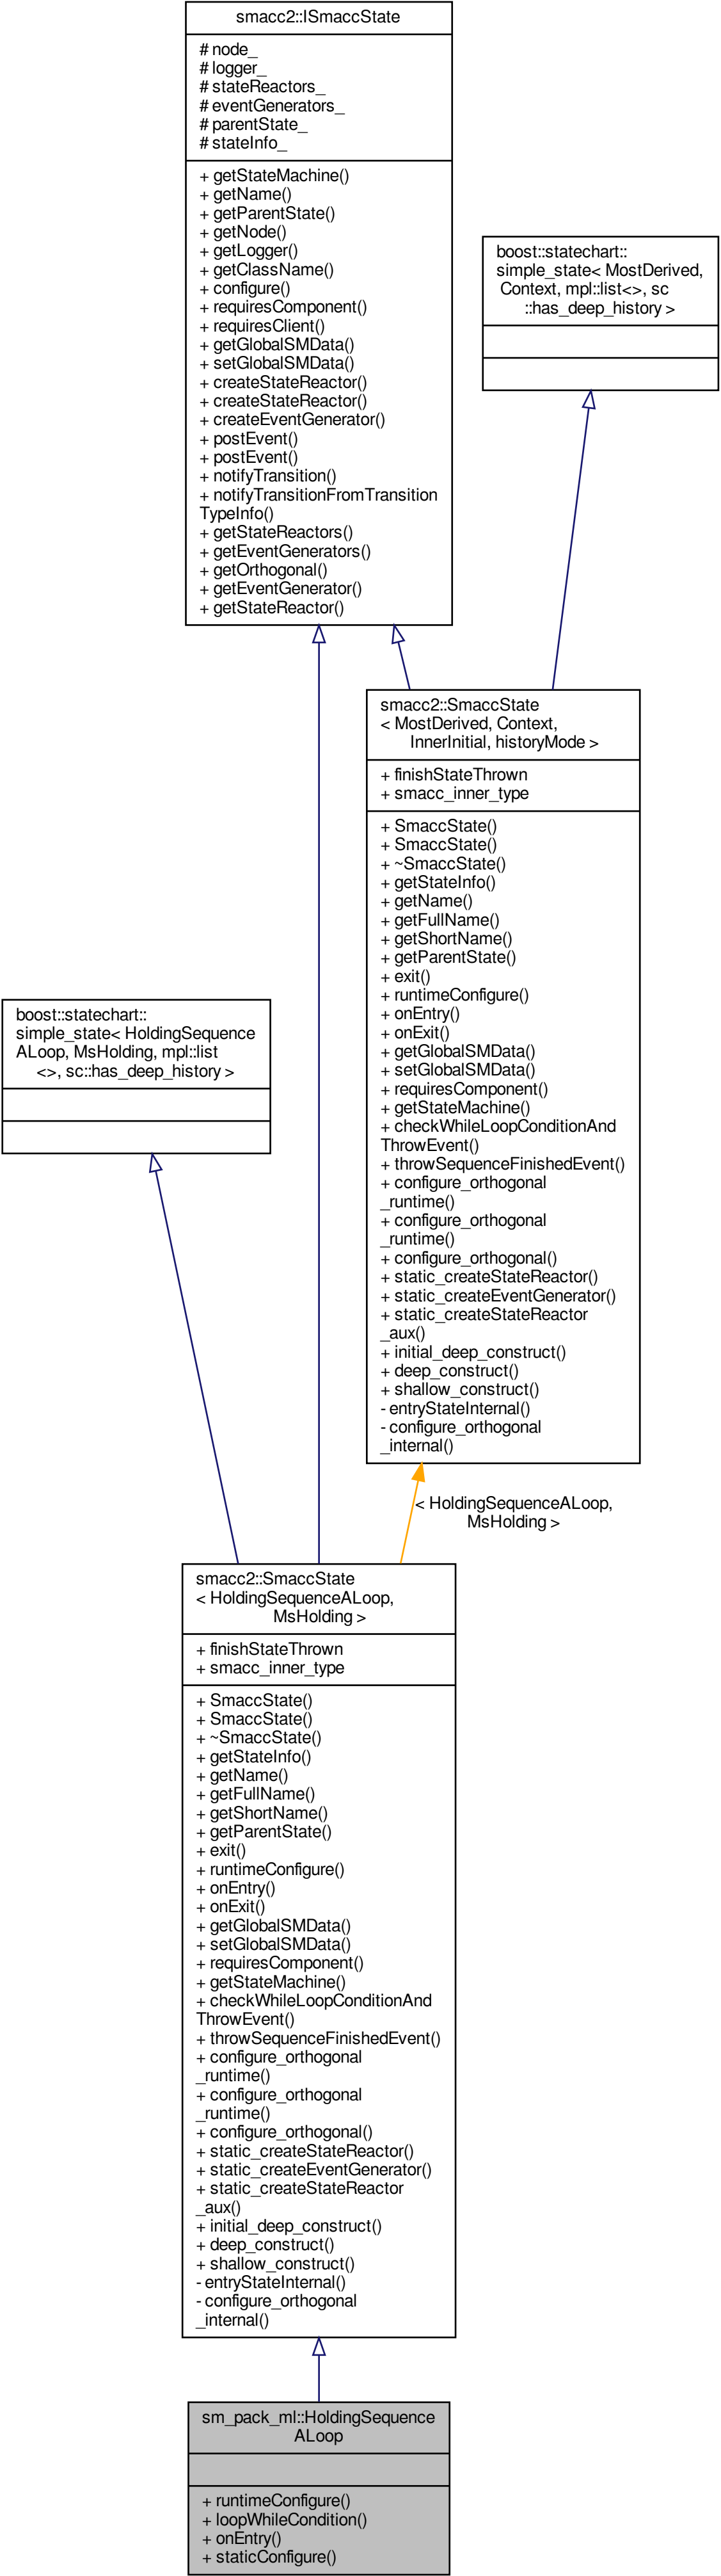 smacc2::ISmaccState
# node_
# logger_
# stateReactors_
# eventGenerators_
# parentState_
# stateInfo_
+ getStateMachine()
+ getName()
+ getParentState()
+ getNode()
+ getLogger()
+ getClassName()
+ configure()
+ requiresComponent()
+ requiresClient()
+ getGlobalSMData()
+ setGlobalSMData()
+ createStateReactor()
+ createStateReactor()
+ createEventGenerator()
+ postEvent()
+ postEvent()
+ notifyTransition()
+ notifyTransitionFromTransition
TypeInfo()
+ getStateReactors()
+ getEventGenerators()
+ getOrthogonal()
+ getEventGenerator()
+ getStateReactor()
boost::statechart::
simple_state< MostDerived,
Context, mpl::list<>, sc
::has_deep_history >
smacc2::SmaccState
< MostDerived, Context,
InnerInitial, historyMode >
+ finishStateThrown
+ smacc_inner_type
+ SmaccState()
+ SmaccState()
+ ~SmaccState()
+ getStateInfo()
+ getName()
+ getFullName()
+ getShortName()
+ getParentState()
+ exit()
+ runtimeConfigure()
+ onEntry()
+ onExit()
+ getGlobalSMData()
+ setGlobalSMData()
+ requiresComponent()
+ getStateMachine()
+ checkWhileLoopConditionAnd
ThrowEvent()
+ throwSequenceFinishedEvent()
+ configure_orthogonal
_runtime()
+ configure_orthogonal
_runtime()
+ configure_orthogonal()
+ static_createStateReactor()
+ static_createEventGenerator()
+ static_createStateReactor
_aux()
+ initial_deep_construct()
+ deep_construct()
+ shallow_construct()
- entryStateInternal()
- configure_orthogonal
_internal()
boost::statechart::
simple_state< HoldingSequence
ALoop, MsHolding, mpl::list
<>, sc::has_deep_history >
< HoldingSequenceALoop,
MsHolding >
smacc2::SmaccState
< HoldingSequenceALoop,
MsHolding >
+ finishStateThrown
+ smacc_inner_type
+ SmaccState()
+ SmaccState()
+ ~SmaccState()
+ getStateInfo()
+ getName()
+ getFullName()
+ getShortName()
+ getParentState()
+ exit()
+ runtimeConfigure()
+ onEntry()
+ onExit()
+ getGlobalSMData()
+ setGlobalSMData()
+ requiresComponent()
+ getStateMachine()
+ checkWhileLoopConditionAnd
ThrowEvent()
+ throwSequenceFinishedEvent()
+ configure_orthogonal
_runtime()
+ configure_orthogonal
_runtime()
+ configure_orthogonal()
+ static_createStateReactor()
+ static_createEventGenerator()
+ static_createStateReactor
_aux()
+ initial_deep_construct()
+ deep_construct()
+ shallow_construct()
- entryStateInternal()
- configure_orthogonal
_internal()
sm_pack_ml::HoldingSequence
ALoop
+ runtimeConfigure()
+ loopWhileCondition()
+ onEntry()
+ staticConfigure()